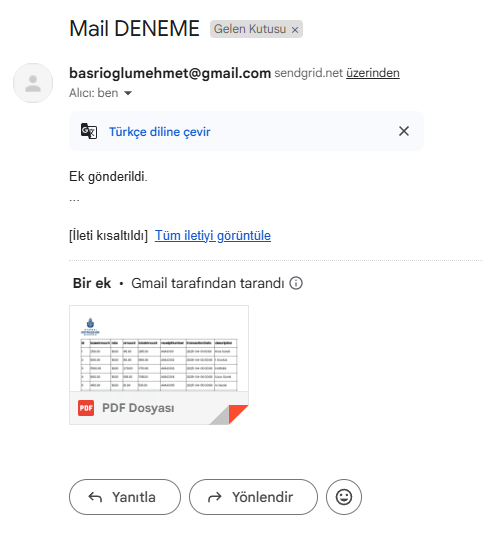 Mail DENEME Gelen Kutusu ×
basrioglumehmet@gmail.com sendgrid.net üzerinden
Alıcı: ben
Türkçe diline çevir
Ek gönderildi.
...
[İleti kısaltıldı] Tüm iletiyi görüntüle
Bir ek • Gmail tarafından tarandı
PDF PDF Dosyası
Yanıtla Yönlendir